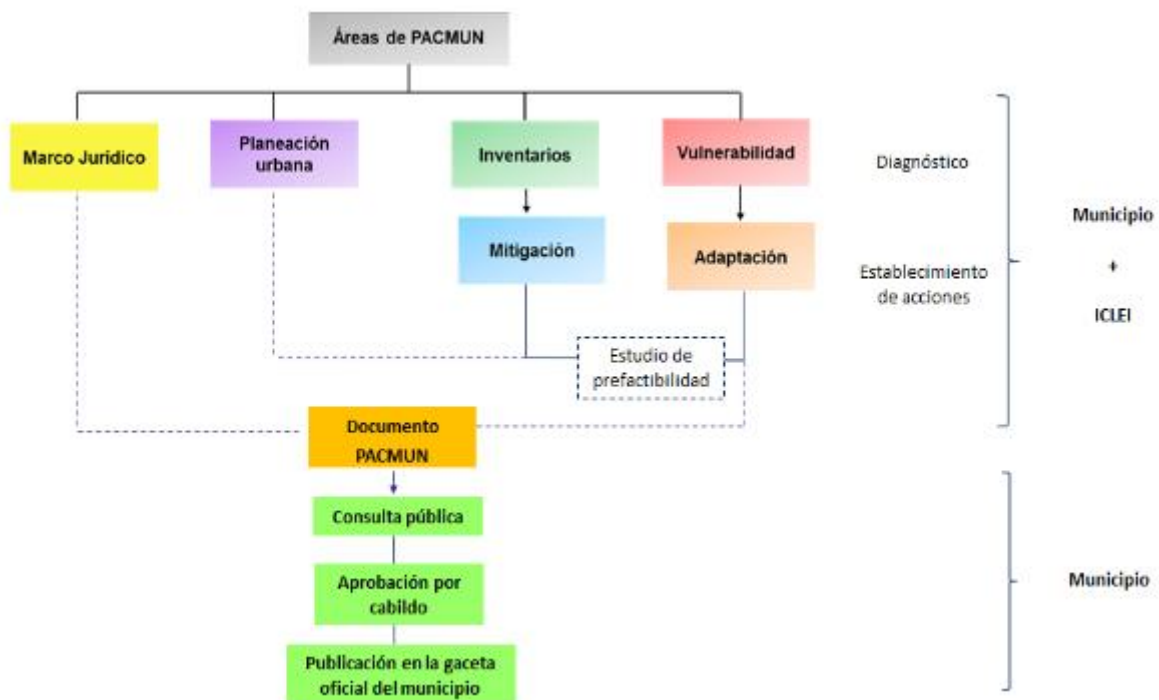 Áreas de PACMUN
Marco Jurídico
Planeación
urbana
Inventarios
Vulnerabilidad
Diagnóstico
Mitigación
Adaptación
Establecimiento
de acciones
Municipio
+
ICLEI
Estudio de
prefactibilidad
Documento
PACMUN
Consulta pública
Aprobación por
cabildo
Municipio
Publicación en la gaceta
oficial del municipio